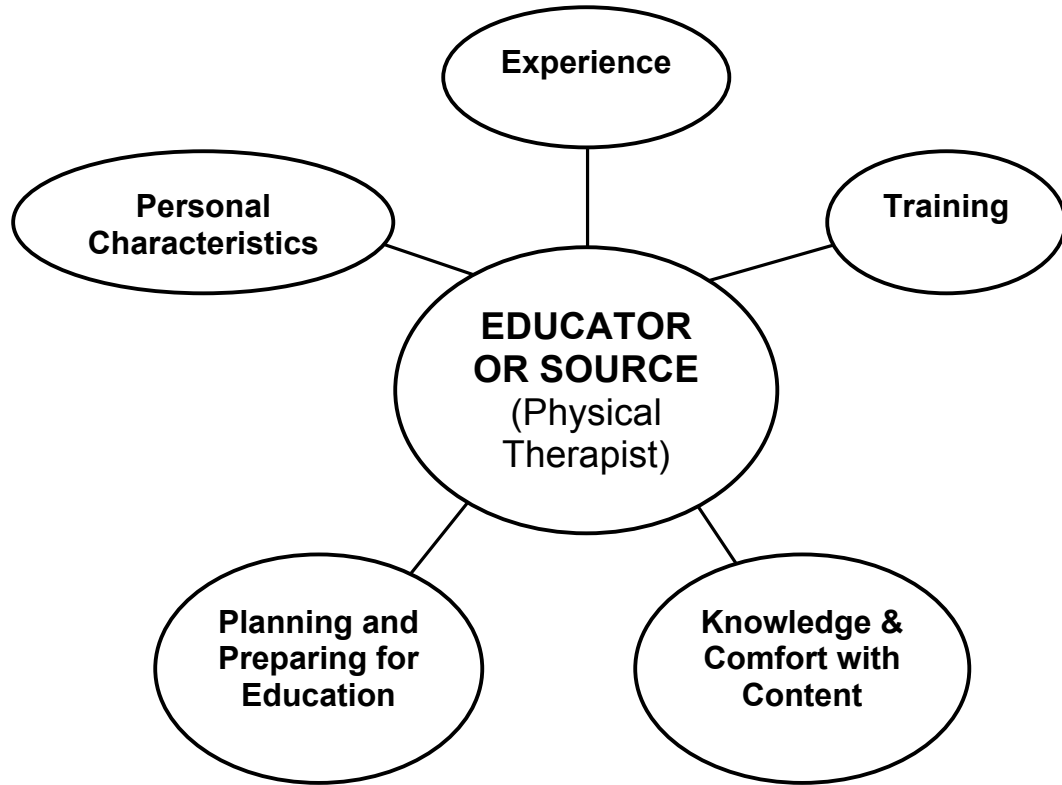 Experience
Personal
Characteristics
Training
EDUCATOR
OR SOURCE
(Physical
Therapist)
Planning and
Preparing for
Education
Knowledge &
Comfort with
Content